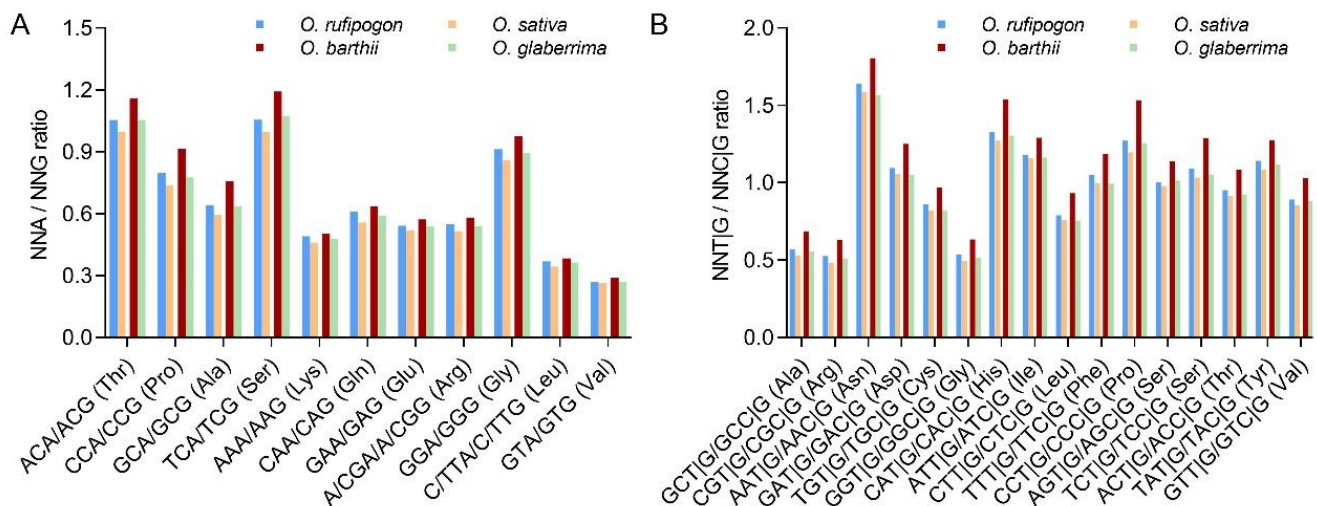 A
B
O. rufipogon
O. sativa
O. barthii
O. glaberrima
NNA / NNG ratio
1.5
1.2
0.9
0.6
0.3
0.0
ACA/ACG (Thr)
CCA/CCG (Pro)
GCA/GCG (Ala)
TCA/TCG (Ser)
AAA/AAG (Lys)
CAA/CAG (Gln)
GAA/GAG (Glu)
A/CGA/A/CGG (Arg)
GGA/GGG (Gly)
C/TTA/C/TTG (Leu)
GTA/GTG (Val)
O. rufipogon
O. sativa
O. barthii
O. glaberrima
NNT|G / NNC|G ratio
2.0
1.5
1.0
0.5
0.0
GCT|G/GCC|G (Ala)
CGT|G/CGC|G (Arg)
AAT|G/AAC|G (Asn)
GAT|G/GAC|G (Asp)
TGT|G/TGC|G (Cys)
GGT|G/GGC|G (Gly)
CAT|G/CAC|G (His)
ATT|G/ATC|G (Ile)
CTT|G/CTC|G (Leu)
TTT|G/TTC|G (Phe)
CCT|G/CCC|G (Pro)
AGT|G/AGC|G (Ser)
TCT|G/TCC|G (Ser)
ACT|G/ACC|G (Thr)
TAT|G/TAC|G (Tyr)
GTT|G/GTC|G (Val)